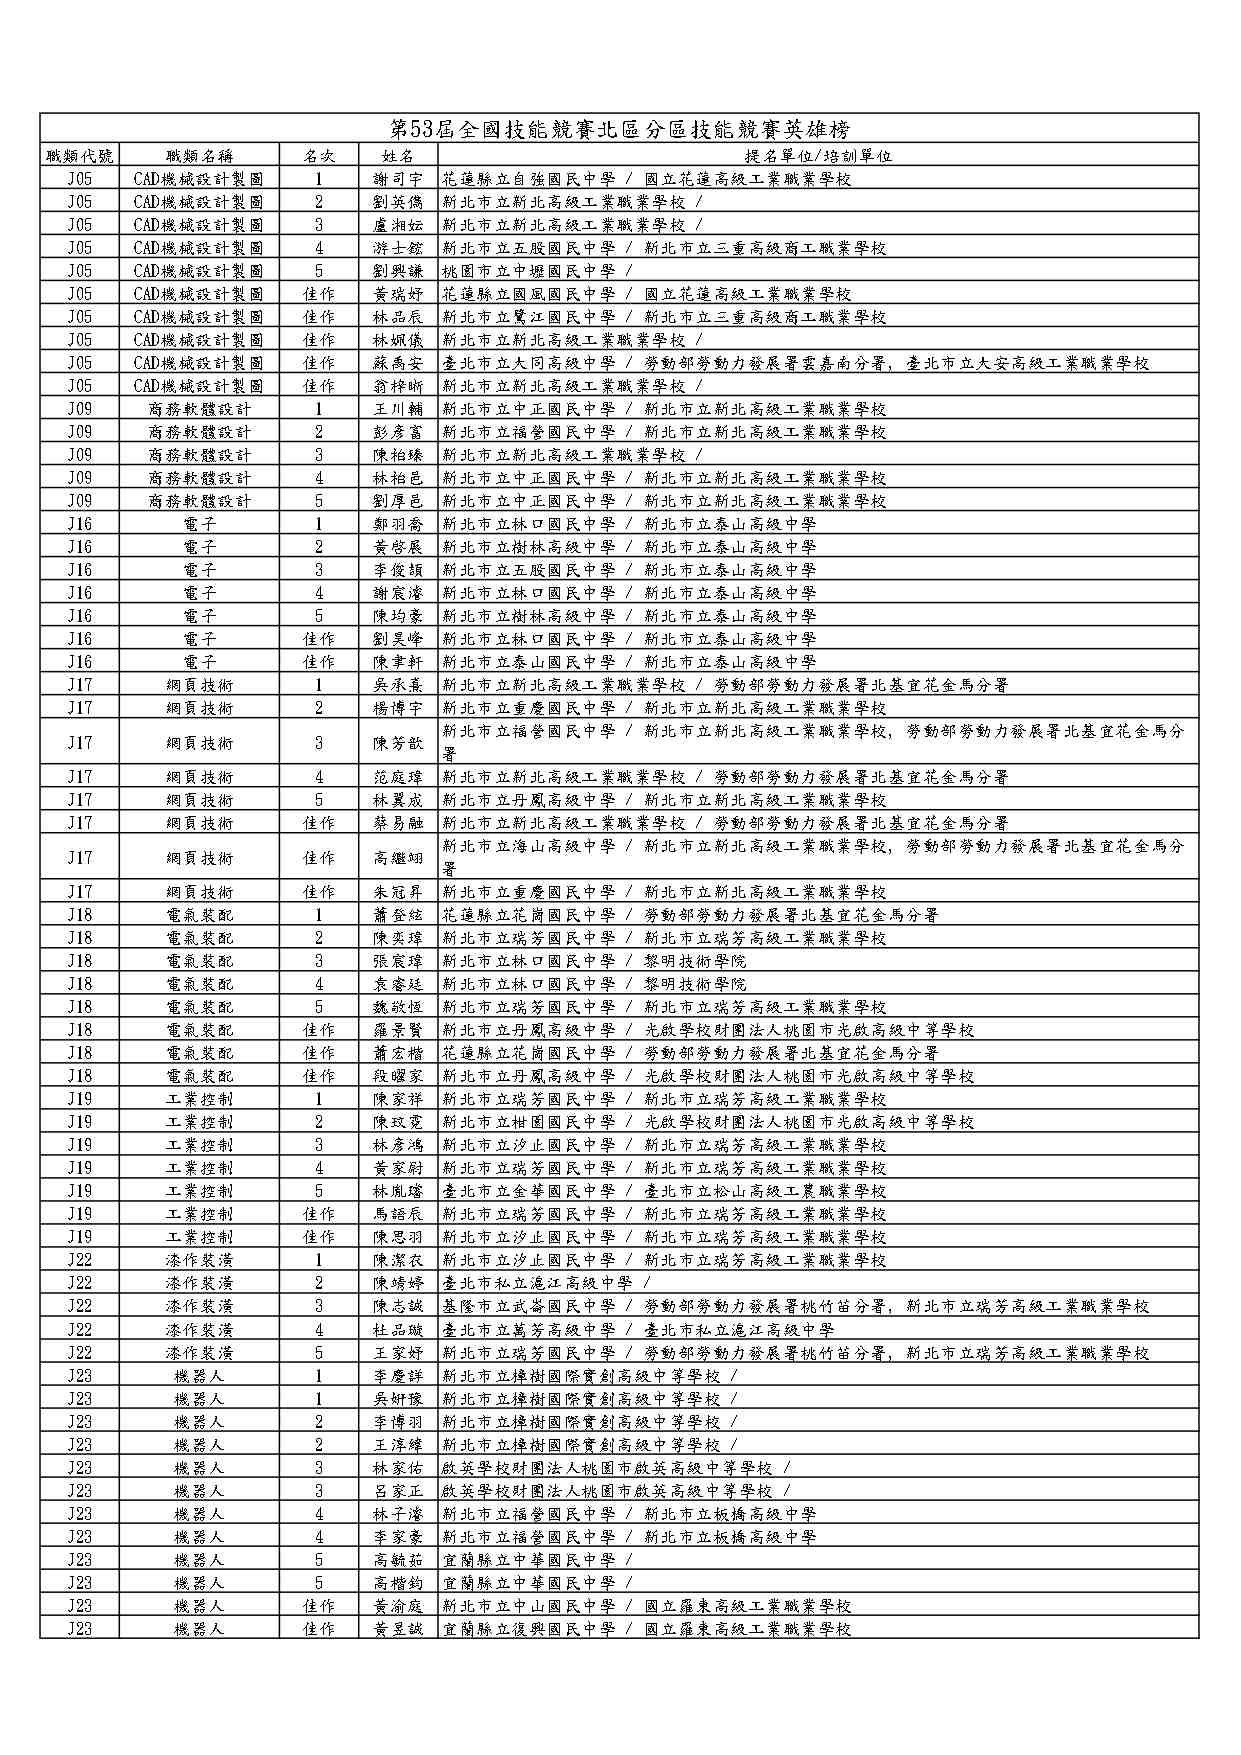 第53屆全國技能競賽北區分區技能競賽英雄榜
職類代號 職類名稱 名次 姓名 提名單位/培訓單位
J05 CAD機械設計製圖 1 謝司宇 花蓮縣立自強國民中學 / 國立花蓮高級工業職業學校
J05 CAD機械設計製圖 2 劉英儁 新北市立新北高級工業職業學校 /
J05 CAD機械設計製圖 3 盧湘妘 新北市立新北高級工業職業學校 /
J05 CAD機械設計製圖 4 游士鋐 新北市立五股國民中學 / 新北市立三重高級商工職業學校
J05 CAD機械設計製圖 5 劉興謙 桃園市立中壢國民中學 /
J05 CAD機械設計製圖 佳作 黃瑞妤 花蓮縣立國風國民中學 / 國立花蓮高級工業職業學校
J05 CAD機械設計製圖 佳作 林品辰 新北市立鷺江國民中學 / 新北市立三重高級商工職業學校
J05 CAD機械設計製圖 佳作 林姵儀 新北市立新北高級工業職業學校 /
J05 CAD機械設計製圖 佳作 蘇禹安 臺北市立大同高級中學 / 勞動部勞動力發展署雲嘉南分署, 臺北市立大安高級工業職業學校
J05 CAD機械設計製圖 佳作 翁梓晰 新北市立新北高級工業職業學校 /
J09 商務軟體設計 1 王川輔 新北市立中正國民中學 / 新北市立新北高級工業職業學校
J09 商務軟體設計 2 彭彥富 新北市立福營國民中學 / 新北市立新北高級工業職業學校
J09 商務軟體設計 3 陳柏瑧 新北市立新北高級工業職業學校 /
J09 商務軟體設計 4 林祐邑 新北市立中正國民中學 / 新北市立新北高級工業職業學校
J09 商務軟體設計 5 劉厚邑 新北市立中正國民中學 / 新北市立新北高級工業職業學校
J16 電子 1 鄭羽喬 新北市立林口國民中學 / 新北市立泰山高級中學
J16 電子 2 黃啓展 新北市立樹林高級中學 / 新北市立泰山高級中學
J16 電子 3 李俊頡 新北市立五股國民中學 / 新北市立泰山高級中學
J16 電子 4 謝宸濬 新北市立林口國民中學 / 新北市立泰山高級中學
J16 電子 5 陳均豪 新北市立樹林高級中學 / 新北市立泰山高級中學
J16 電子 佳作 劉昊峰 新北市立林口國民中學 / 新北市立泰山高級中學
J16 電子 佳作 陳聿軒 新北市立泰山國民中學 / 新北市立泰山高級中學
J17 網頁技術 1 吳承熹 新北市立新北高級工業職業學校 / 勞動部勞動力發展署北基宜花金馬分署
J17 網頁技術 2 楊博宇 新北市立重慶國民中學 / 新北市立新北高級工業職業學校
J17 網頁技術 3 陳芳歆 新北市立福營國民中學 / 新北市立新北高級工業職業學校, 勞動部勞動力發展署北基宜花金馬分
署
J17 網頁技術 4 范庭瑋 新北市立新北高級工業職業學校 / 勞動部勞動力發展署北基宜花金馬分署
J17 網頁技術 5 林翼成 新北市立丹鳳高級中學 / 新北市立新北高級工業職業學校
J17 網頁技術 佳作 蔡易融 新北市立新北高級工業職業學校 / 勞動部勞動力發展署北基宜花金馬分署
J17 網頁技術 佳作 高繼翊 新北市立海山高級中學 / 新北市立新北高級工業職業學校, 勞動部勞動力發展署北基宜花金馬分
署
J17 網頁技術 佳作 朱冠昇 新北市立重慶國民中學 / 新北市立新北高級工業職業學校
J18 電氣裝配 1 蕭登絃 花蓮縣立花崗國民中學 / 勞動部勞動力發展署北基宜花金馬分署
J18 電氣裝配 2 陳奕瑋 新北市立瑞芳國民中學 / 新北市立瑞芳高級工業職業學校
J18 電氣裝配 3 張宸瑋 新北市立林口國民中學 / 黎明技術學院
J18 電氣裝配 4 袁睿廷 新北市立林口國民中學 / 黎明技術學院
J18 電氣裝配 5 魏敬恆 新北市立瑞芳國民中學 / 新北市立瑞芳高級工業職業學校
J18 電氣裝配 佳作 羅景賢 新北市立丹鳳高級中學 / 光啟學校財團法人桃園市光啟高級中等學校
J18 電氣裝配 佳作 蕭宏楷 花蓮縣立花崗國民中學 / 勞動部勞動力發展署北基宜花金馬分署
J18 電氣裝配 佳作 段曜家 新北市立丹鳳高級中學 / 光啟學校財團法人桃園市光啟高級中等學校
J19 工業控制 1 陳家祥 新北市立瑞芳國民中學 / 新北市立瑞芳高級工業職業學校
J19 工業控制 2 陳玟霓 新北市立柑園國民中學 / 光啟學校財團法人桃園市光啟高級中等學校
J19 工業控制 3 林彥鴻 新北市立汐止國民中學 / 新北市立瑞芳高級工業職業學校
J19 工業控制 4 黃家尉 新北市立瑞芳國民中學 / 新北市立瑞芳高級工業職業學校
J19 工業控制 5 林胤璿 臺北市立金華國民中學 / 臺北市立松山高級工農職業學校
J19 工業控制 佳作 馬語辰 新北市立瑞芳國民中學 / 新北市立瑞芳高級工業職業學校
J19 工業控制 佳作 陳思羽 新北市立汐止國民中學 / 新北市立瑞芳高級工業職業學校
J22 漆作裝潢 1 陳潔衣 新北市立汐止國民中學 / 新北市立瑞芳高級工業職業學校
J22 漆作裝潢 2 陳靖婷 臺北市私立滬江高級中學 /
J22 漆作裝潢 3 陳志誠 基隆市立武崙國民中學 / 勞動部勞動力發展署桃竹苗分署, 新北市立瑞芳高級工業職業學校
J22 漆作裝潢 4 杜品璇 臺北市立萬芳高級中學 / 臺北市私立滬江高級中學
J22 漆作裝潢 5 王家妤 新北市立瑞芳國民中學 / 勞動部勞動力發展署桃竹苗分署, 新北市立瑞芳高級工業職業學校
J23 機器人 1 李慶詳 新北市立樟樹國際實創高級中等學校 /
J23 機器人 1 吳妍豫 新北市立樟樹國際實創高級中等學校 /
J23 機器人 2 李博羽 新北市立樟樹國際實創高級中等學校 /
J23 機器人 2 王淳緯 新北市立樟樹國際實創高級中等學校 /
J23 機器人 3 林家佑 啟英學校財團法人桃園市啟英高級中等學校 /
J23 機器人 3 呂家正 啟英學校財團法人桃園市啟英高級中等學校 /
J23 機器人 4 林子濬 新北市立福營國民中學 / 新北市立板橋高級中學
J23 機器人 4 李家豪 新北市立福營國民中學 / 新北市立板橋高級中學
J23 機器人 5 高毓茹 宜蘭縣立中華國民中學 /
J23 機器人 5 高楷鈞 宜蘭縣立中華國民中學 /
J23 機器人 佳作 黃渝庭 新北市立中山國民中學 / 國立羅東高級工業職業學校
J23 機器人 佳作 黃昱誠 宜蘭縣立復興國民中學 / 國立羅東高級工業職業學校